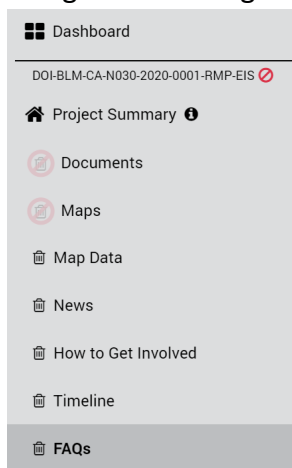 Dashboard
DOI-BLM-CA-N030-2020-0001-RMP-EIS
Project Summary
Documents
Maps
Map Data
News
How to Get Involved
Timeline
FAQs